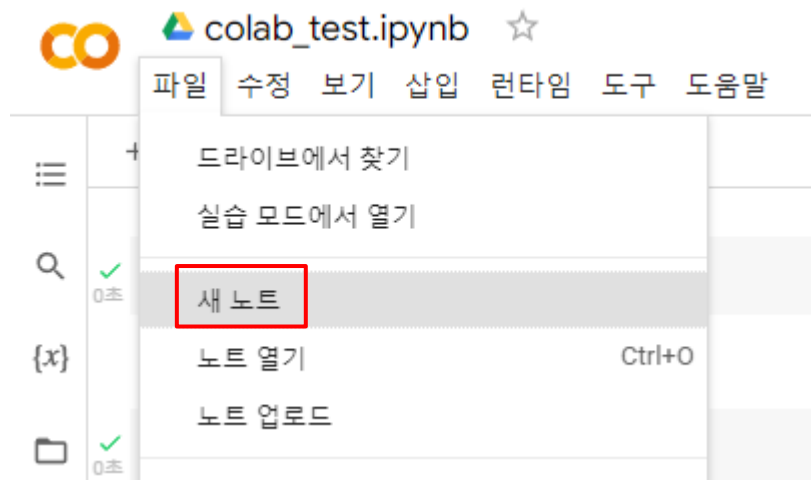 colab_test.ipynb
파일 수정 보기 삽입 런타임 도구 도움말
드라이브에서 찾기
실습 모드에서 열기
0초 새 노트
{x} 노트 열기 Ctrl+O
노트 업로드
0초